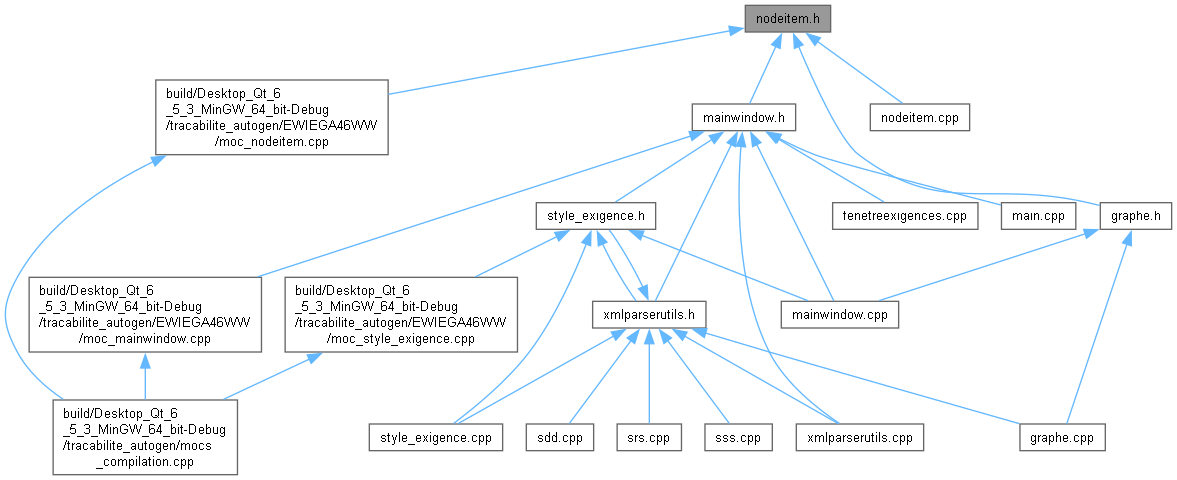 nodeitem.h
build/Desktop_Qt_6
_5_3_MinGW_64_bit-Debug
/tracabilite_autogen/EWIEGA46WW
/moc_nodeitem.cpp
mainwindow.h
nodeitem.cpp
style_exigence.h
fenetreexigences.cpp
main.cpp
graphe.h
build/Desktop_Qt_6
_5_3_MinGW_64_bit-Debug
/tracabilite_autogen/EWIEGA46WW
/moc_mainwindow.cpp
build/Desktop_Qt_6
_5_3_MinGW_64_bit-Debug
/tracabilite_autogen/EWIEGA46WW
/moc_style_exigence.cpp
xmlparserutils.h
mainwindow.cpp
build/Desktop_Qt_6
_5_3_MinGW_64_bit-Debug
/tracabilite_autogen/mocs
_compilation.cpp
style_exigence.cpp
sdd.cpp
srs.cpp
sss.cpp
xmlparserutils.cpp
graphe.cpp